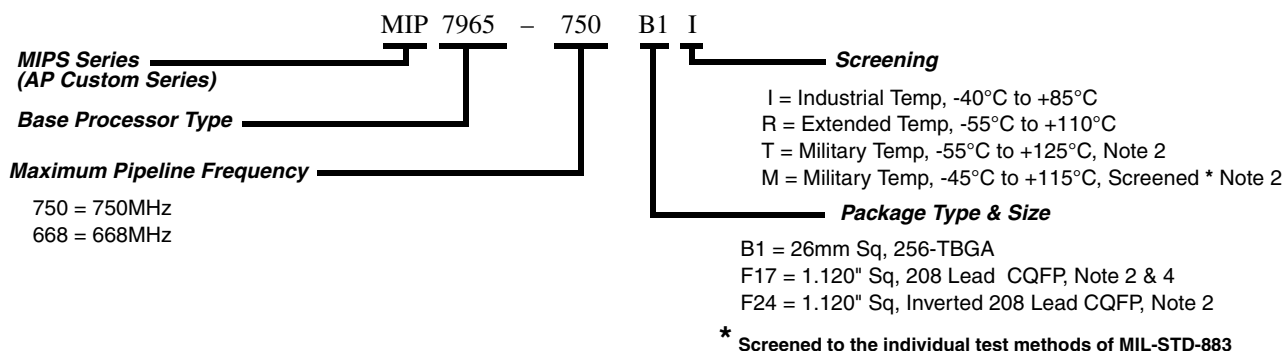 MIP 7965 – 750 B1 I
MIPS Series
(AP Custom Series)
Base Processor Type
Maximum Pipeline Frequency
750 = 750MHz
668 = 668MHz
Screening
I = Industrial Temp, -40°C to +85°C
R = Extended Temp, -55°C to +110°C
T = Military Temp, -55°C to +125°C, Note 2
M = Military Temp, -45°C to +115°C, Screened * Note 2
Package Type & Size
B1 = 26mm Sq, 256-TBGA
F17 = 1.120" Sq, 208 Lead CQFP, Note 2 & 4
F24 = 1.120" Sq, Inverted 208 Lead CQFP, Note 2
* Screened to the individual test methods of MIL-STD-883